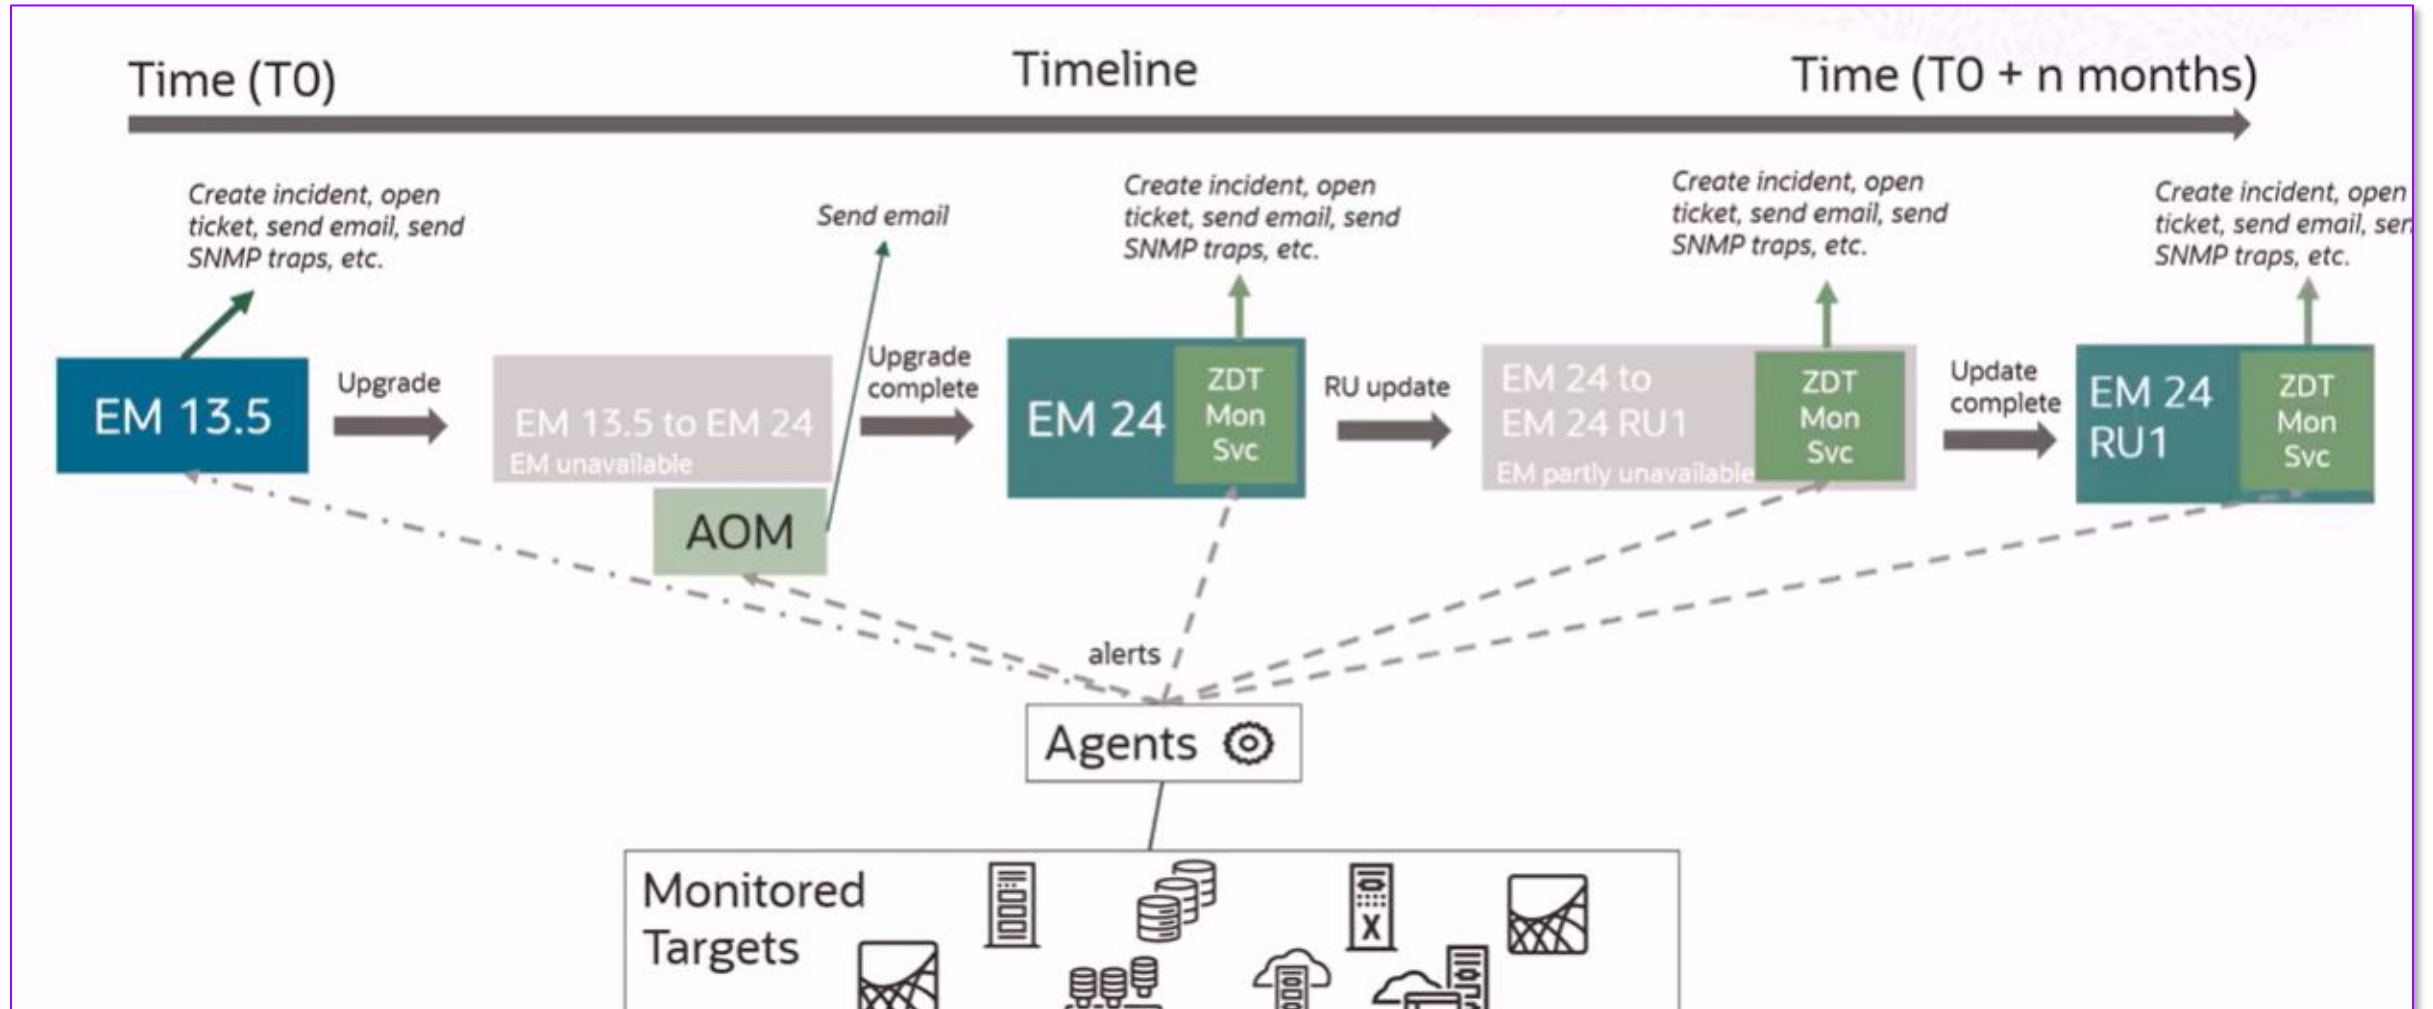 Time (T0)
Timeline
Time (T0 + n months)
Create incident, open
ticket, send email, send
SNMP traps, etc.
Send email
Create incident, open
ticket, send email, send
SNMP traps, etc.
Create incident, open
ticket, send email, send
SNMP traps, etc.
Create incident, open
ticket, send email, sen
SNMP traps, etc.
EM 13.5
Upgrade
EM 13.5 to EM 24
EM unavailable
AOM
Upgrade
complete
EM 24
ZDT
Mon
Svc
RU update
EM 24 to
EM 24 RU1
EM partly unavailable
ZDT
Mon
Svc
Update
complete
EM 24
RU1
ZDT
Mon
Svc
alerts
Agents
Monitored
Targets
X